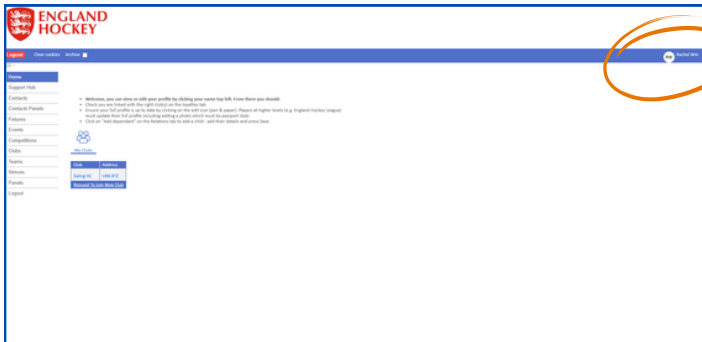 ENGLAND
HOCKEY
Logout Clear cookies Archive
RW Rachel Win
Home
Support Hub
Contacts
Contacts Panels
Fixtures
Events
Competitions
Clubs
Teams
Venues
Panels
Logout
Welcome, you can view or edit your profile by clicking your name top left. From there you should:
Check you are linked with the right club(s) on the loyalties tab
Ensure your full profile is up to date by clicking on the edit icon (pen & paper). Players at higher levels (e.g. England Hockey League)
must update their full profile including adding a photo which must be passport style
Click on "Add dependant" on the Relations tab to add a child - add their details and press Save.
My Clubs
Club Address
Ealing HC
Request To Join New Club